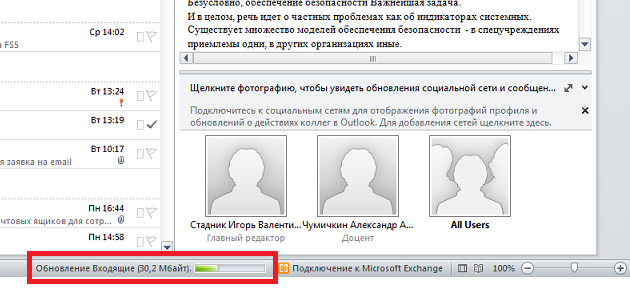 Безусловно, обеспечение безопасности Важнейшая задача.
И в целом, речь идет о частных проблемах как об индикаторах системных.
Существует множество моделей обеспечения безопасности - в спецучреждениях
приемлемы одни, в других организациях иные.
Ср 14:02
а FS5
Вт 13:24
Вт 13:19
Вт 10:17
я заявка на email
Пн 16:44
чтовых ящиков для сотр...
Пн 14:58
Щелкните фотографию, чтобы увидеть обновления социальной сети и сообщен...
Подключитесь к социальным сетям для отображения фотографий профиля и
обновлений о действиях коллег в Outlook. Для добавления сетей щелкните здесь.
Стадник Игорь Валенти...
Главный редактор
Чумичкин Александр А...
Доцент
All Users
Обновление Входящие (30,2 Мбайт).
Подключение к Microsoft Exchange
100%